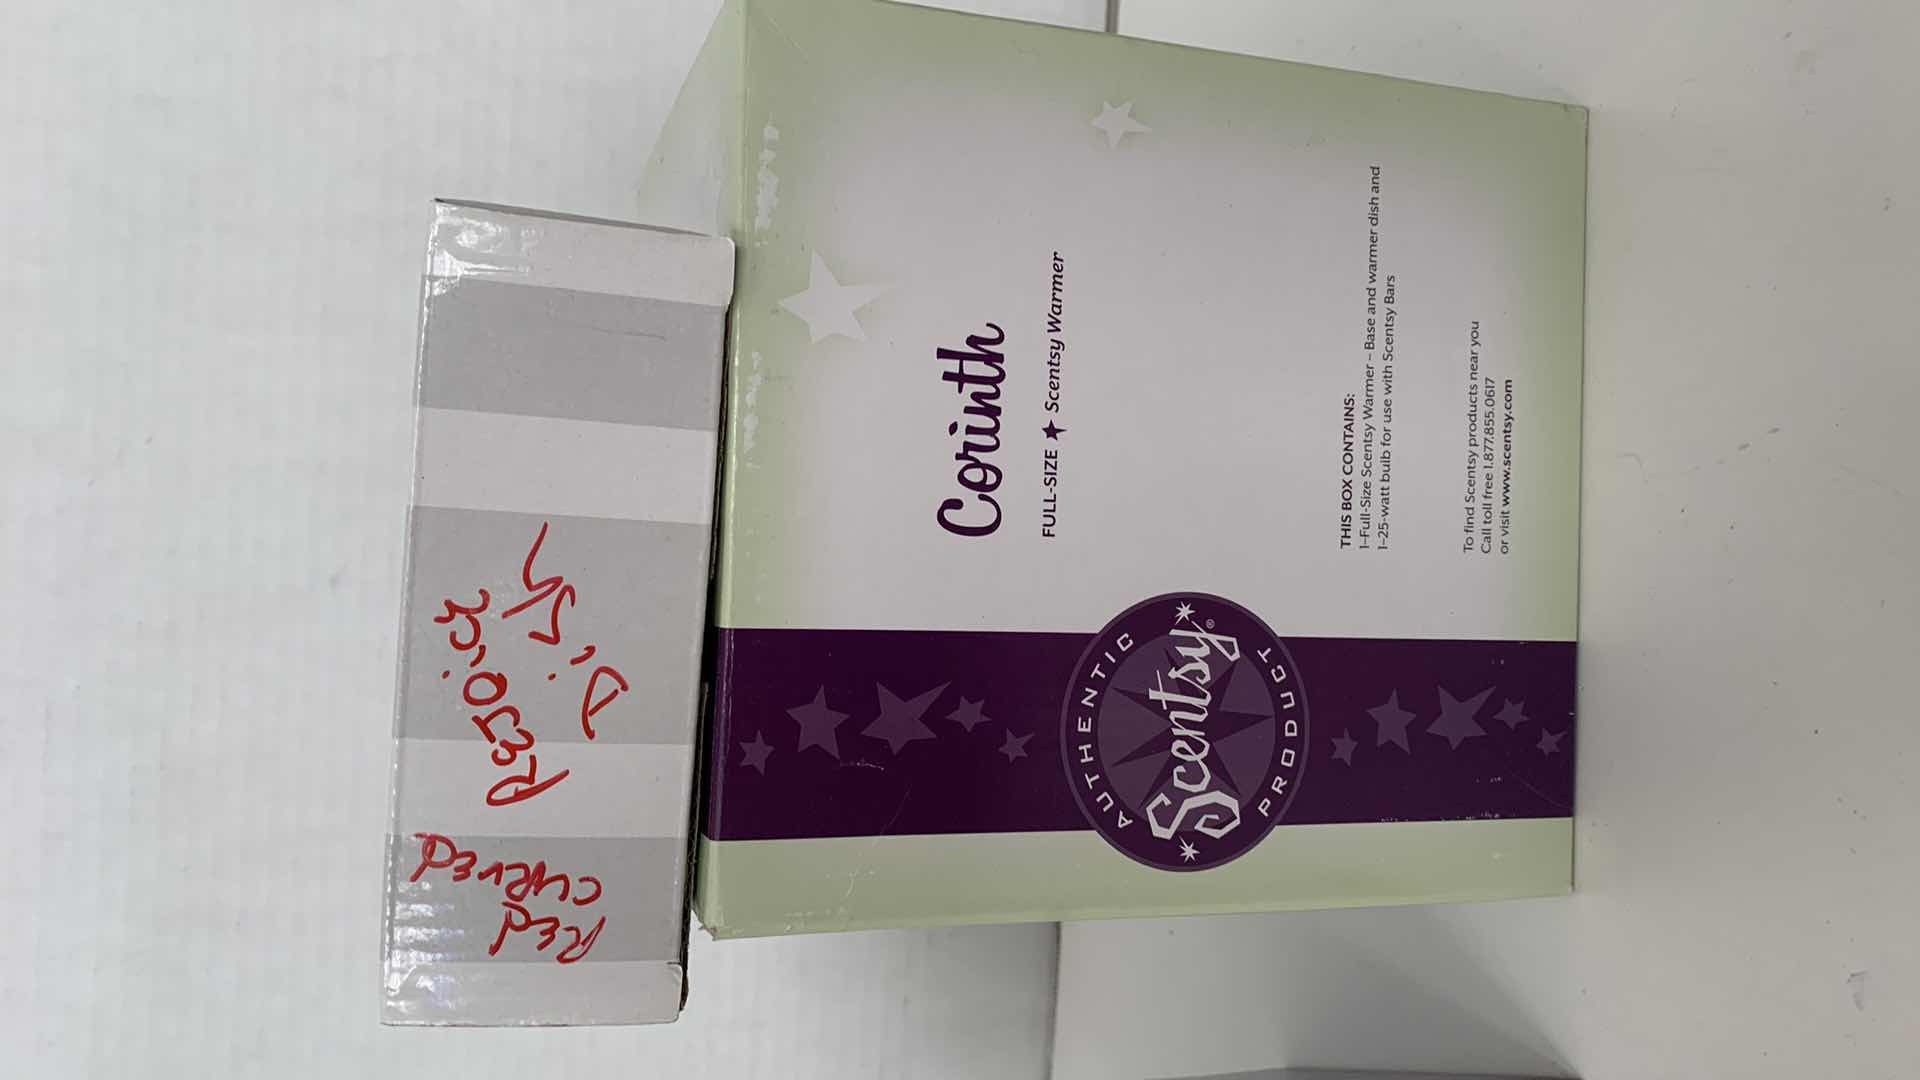 RED
CURVED
REJOICE
DISH
Corinth
FULL-SIZE ★ Scentsy Warmer
THIS BOX CONTAINS:
1–Full-Size Scentsy Warmer – Base and warmer dish and
1–25-watt bulb for use with Scentsy Bars
To find Scentsy products near you
Call toll free 1.877.855.0617
or visit www.scentsy.com
AUTHENTIC
Scentsy®
PRODUCT